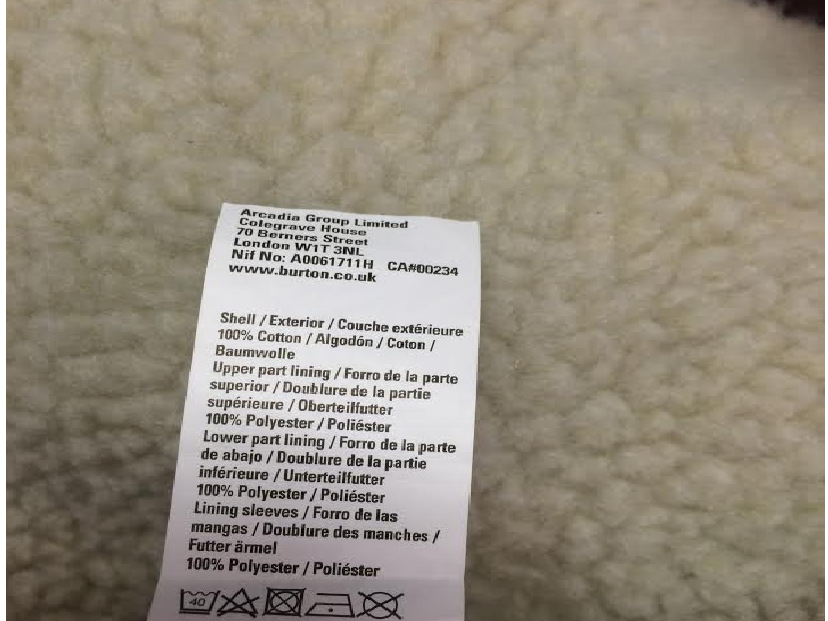 Arcadia Group Limited
Colegrave House
70 Berners Street
London W1T 3NL
Nif No: A0061711H CA#00234
www.burton.co.uk
Shell / Exterior / Couche extérieure
100% Cotton / Algodón / Coton /
Baumwolle
Upper part lining / Forro de la parte
superior / Doublure de la partie
supérieure / Oberteilfutter
100% Polyester / Poliéster
Lower part lining / Forro de la parte
de abajo / Doublure de la partie
inférieure / Unterteilfutter
100% Polyester / Poliéster
Lining sleeves / Forro de las
mangas / Doublure des manches /
Futter ärmel
100% Polyester / Poliéster
40